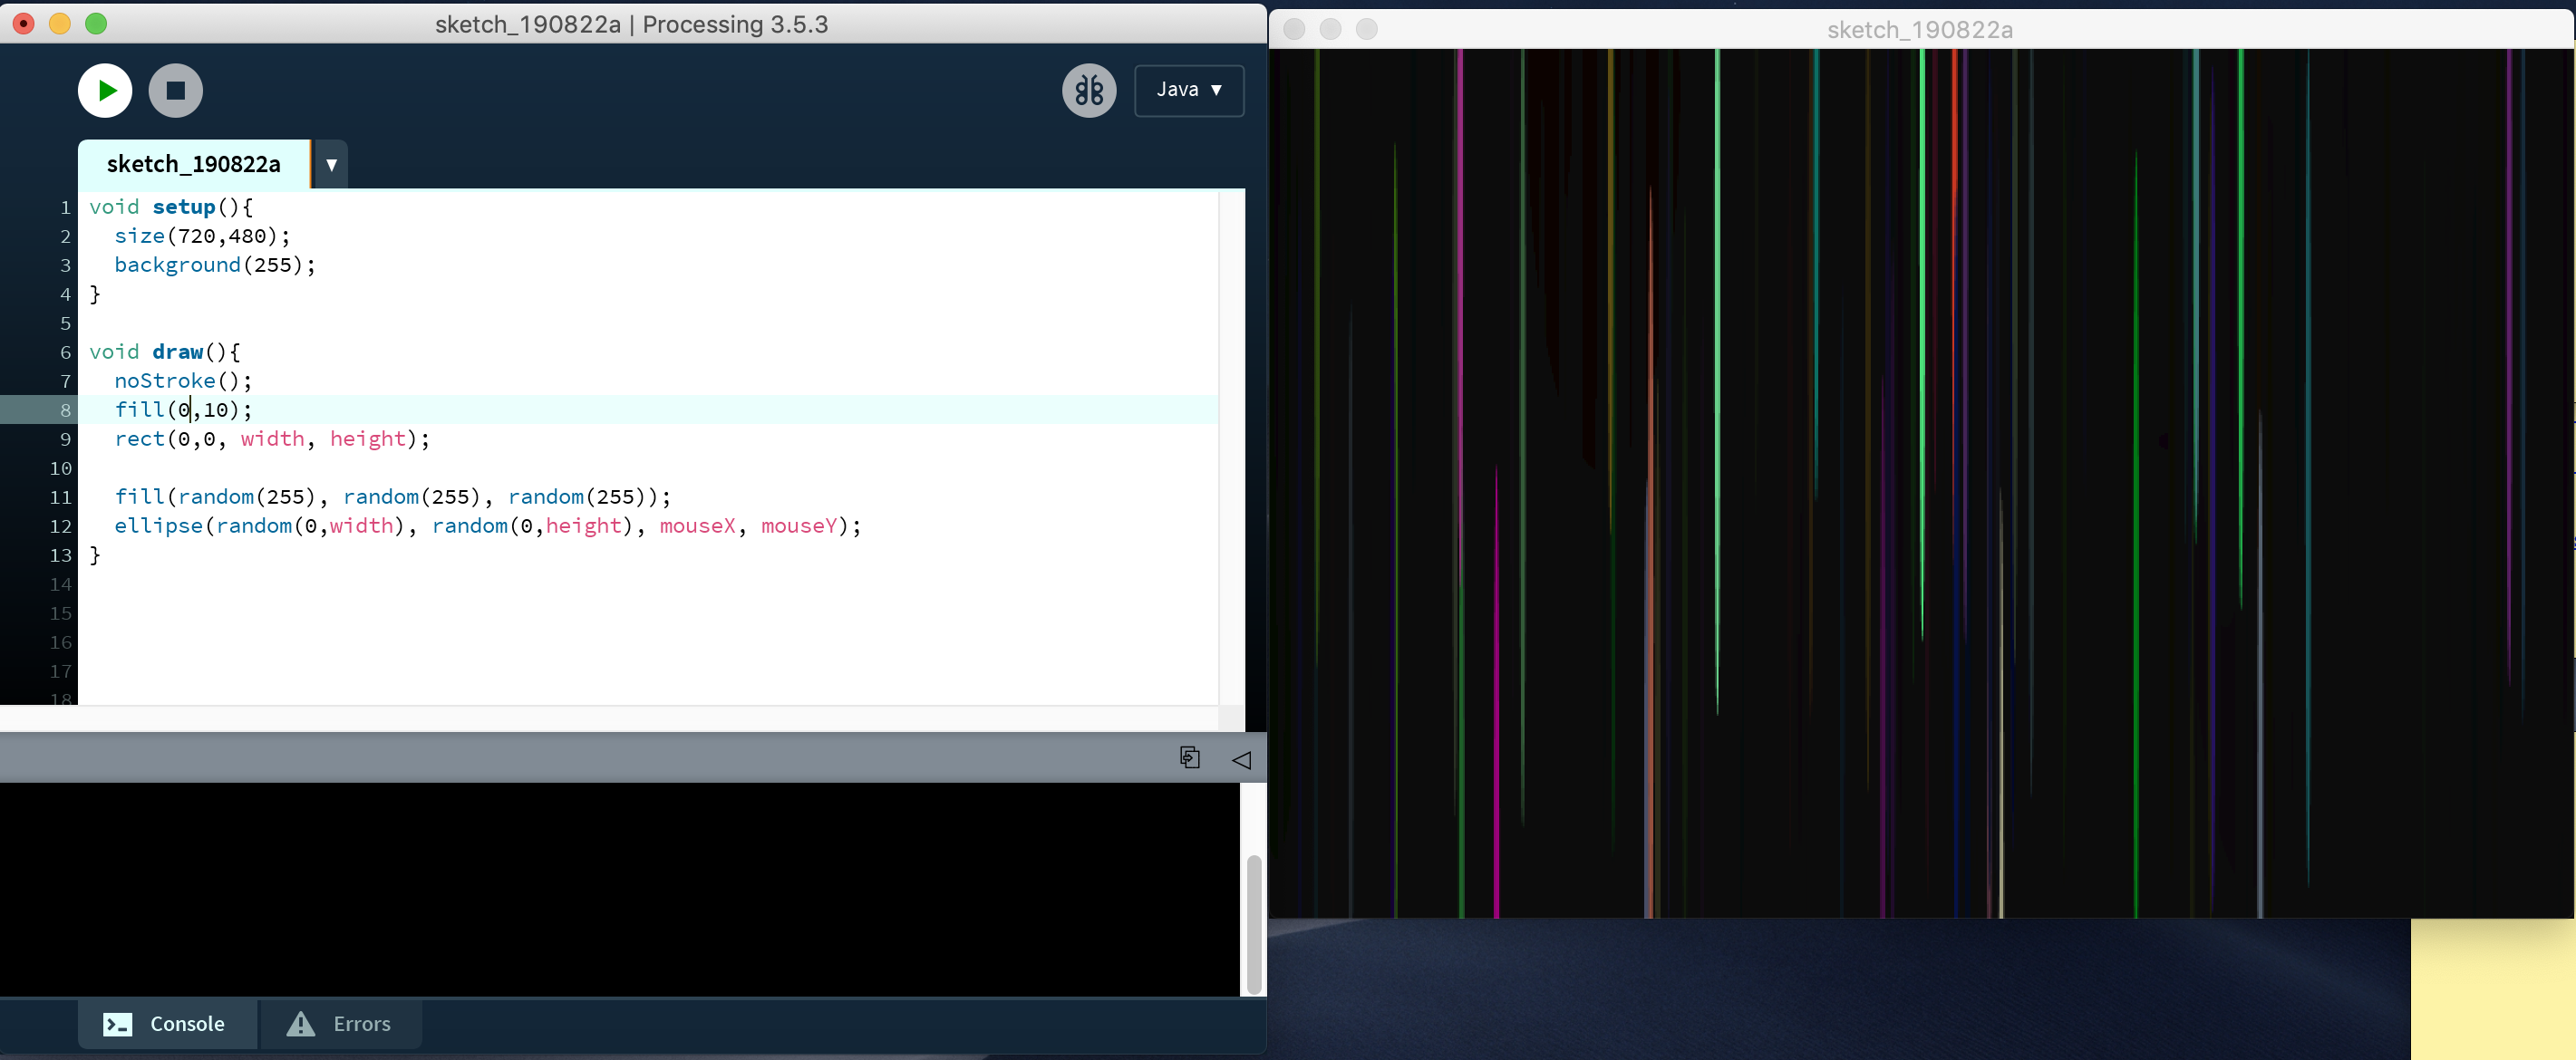 sketch_190822a | Processing 3.5.3
Java ▼
sketch_190822a ▼
1 void setup(){
2   size(720,480);
3   background(255);
4 }
5
6 void draw(){
7   noStroke();
8   fill(0,10);
9   rect(0,0, width, height);
10
11   fill(random(255), random(255), random(255));
12   ellipse(random(0,width), random(0,height), mouseX, mouseY);
13 }
14
15
16
17
18
Console
Errors
sketch_190822a